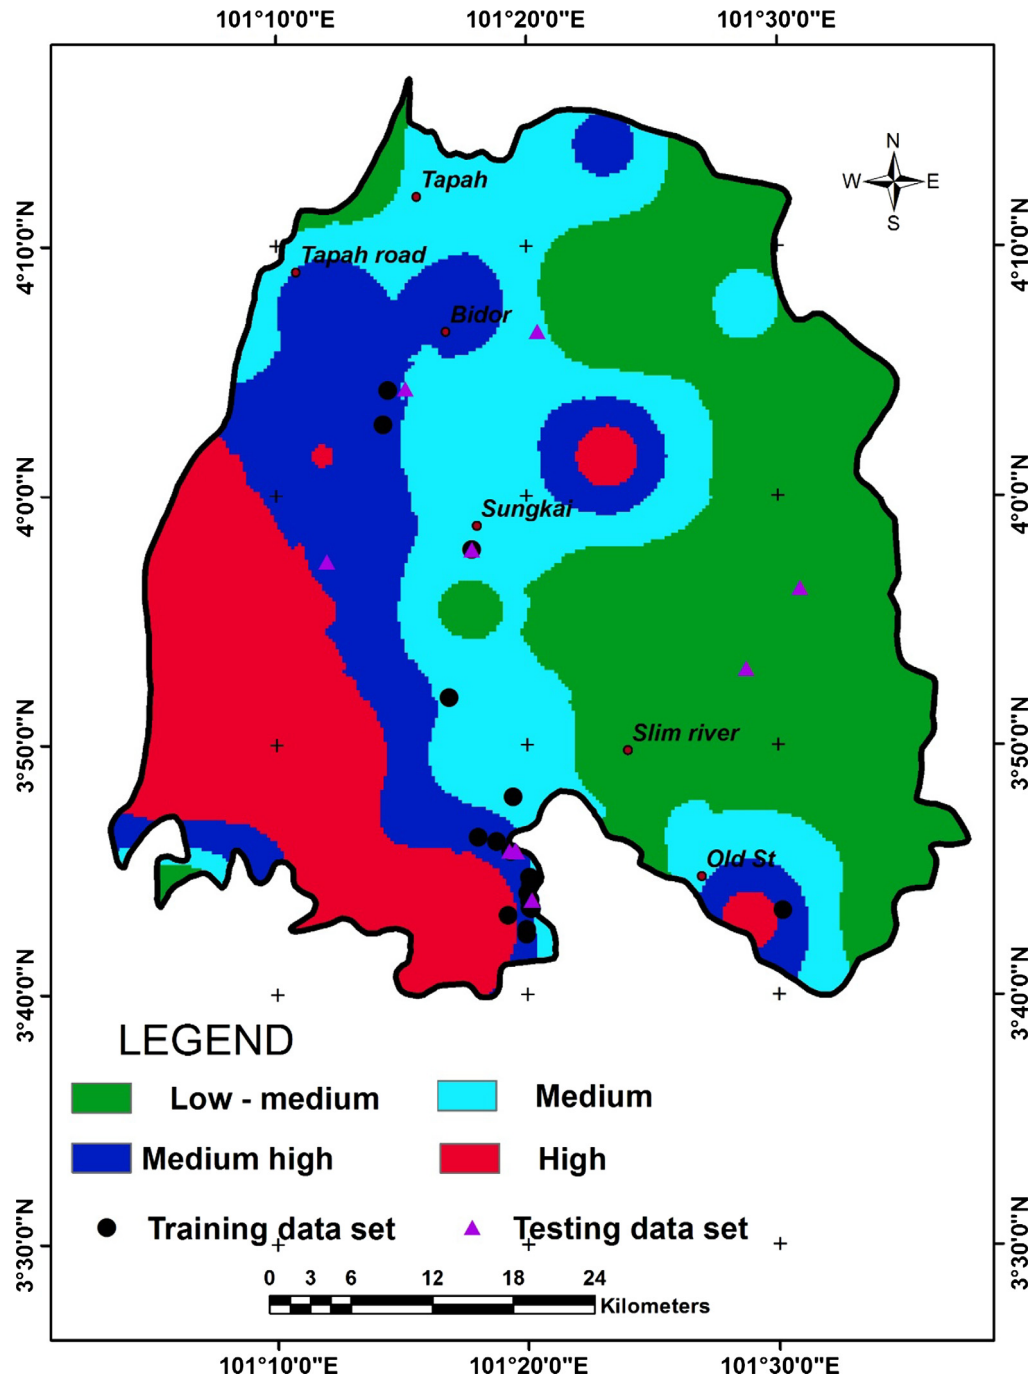 101°10'0"E 101°20'0"E 101°30'0"E
N
W E
S
Tapah
4°10'0"N 4°10'0"N
Tapah road
Bidor
4°0'0"N 4°0'0"N
Sungkai
3°50'0"N 3°50'0"N
Slim river
Old St
3°40'0"N 3°40'0"N
LEGEND
Low - medium Medium
Medium high High
Training data set Testing data set
3°30'0"N 3°30'0"N
0 3 6 12 18 24
Kilometers
101°10'0"E 101°20'0"E 101°30'0"E